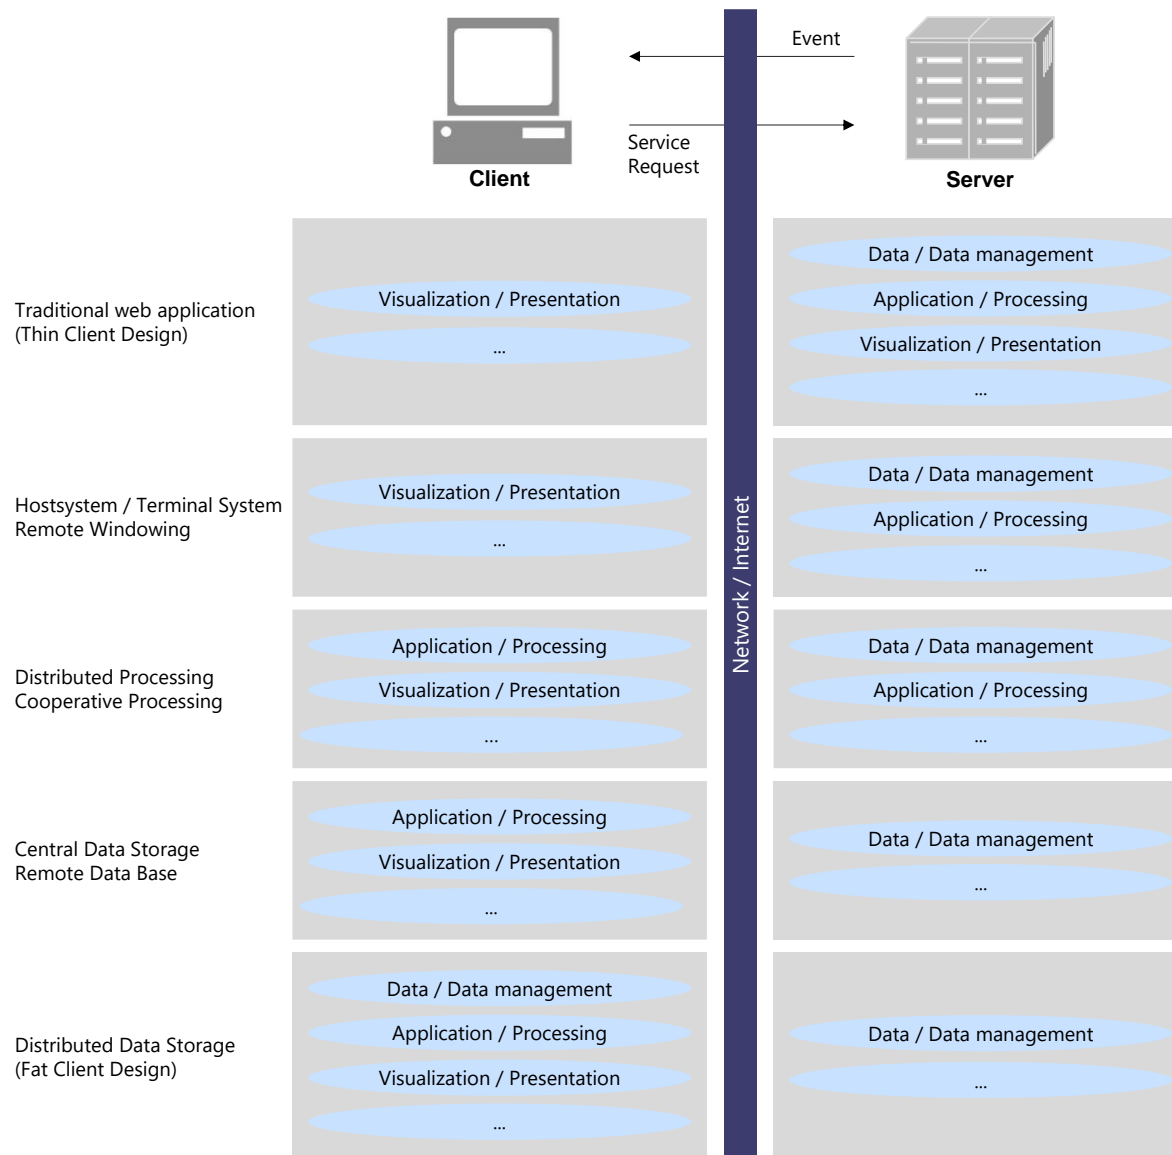 Event
Service
Request
Client
Server
Network / Internet
Traditional web application
(Thin Client Design)
Visualization / Presentation
...
Data / Data management
Application / Processing
Visualization / Presentation
...
Hostsystem / Terminal System
Remote Windowing
Visualization / Presentation
...
Data / Data management
Application / Processing
...
Distributed Processing
Cooperative Processing
Application / Processing
Visualization / Presentation
...
Data / Data management
Application / Processing
...
Central Data Storage
Remote Data Base
Application / Processing
Visualization / Presentation
...
Data / Data management
...
Distributed Data Storage
(Fat Client Design)
Data / Data management
Application / Processing
Visualization / Presentation
...
Data / Data management
...